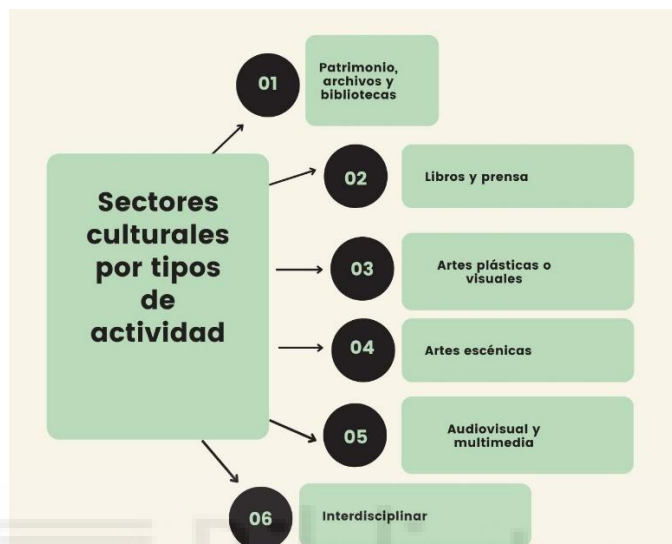 01
Patrimonio,
archivos y
bibliotecas
Sectores
culturales
por tipos
de
actividad
02
Libros y prensa
03
Artes plásticas o
visuales
04
Artes escénicas
05
Audiovisual y
multimedia
06
Interdisciplinar